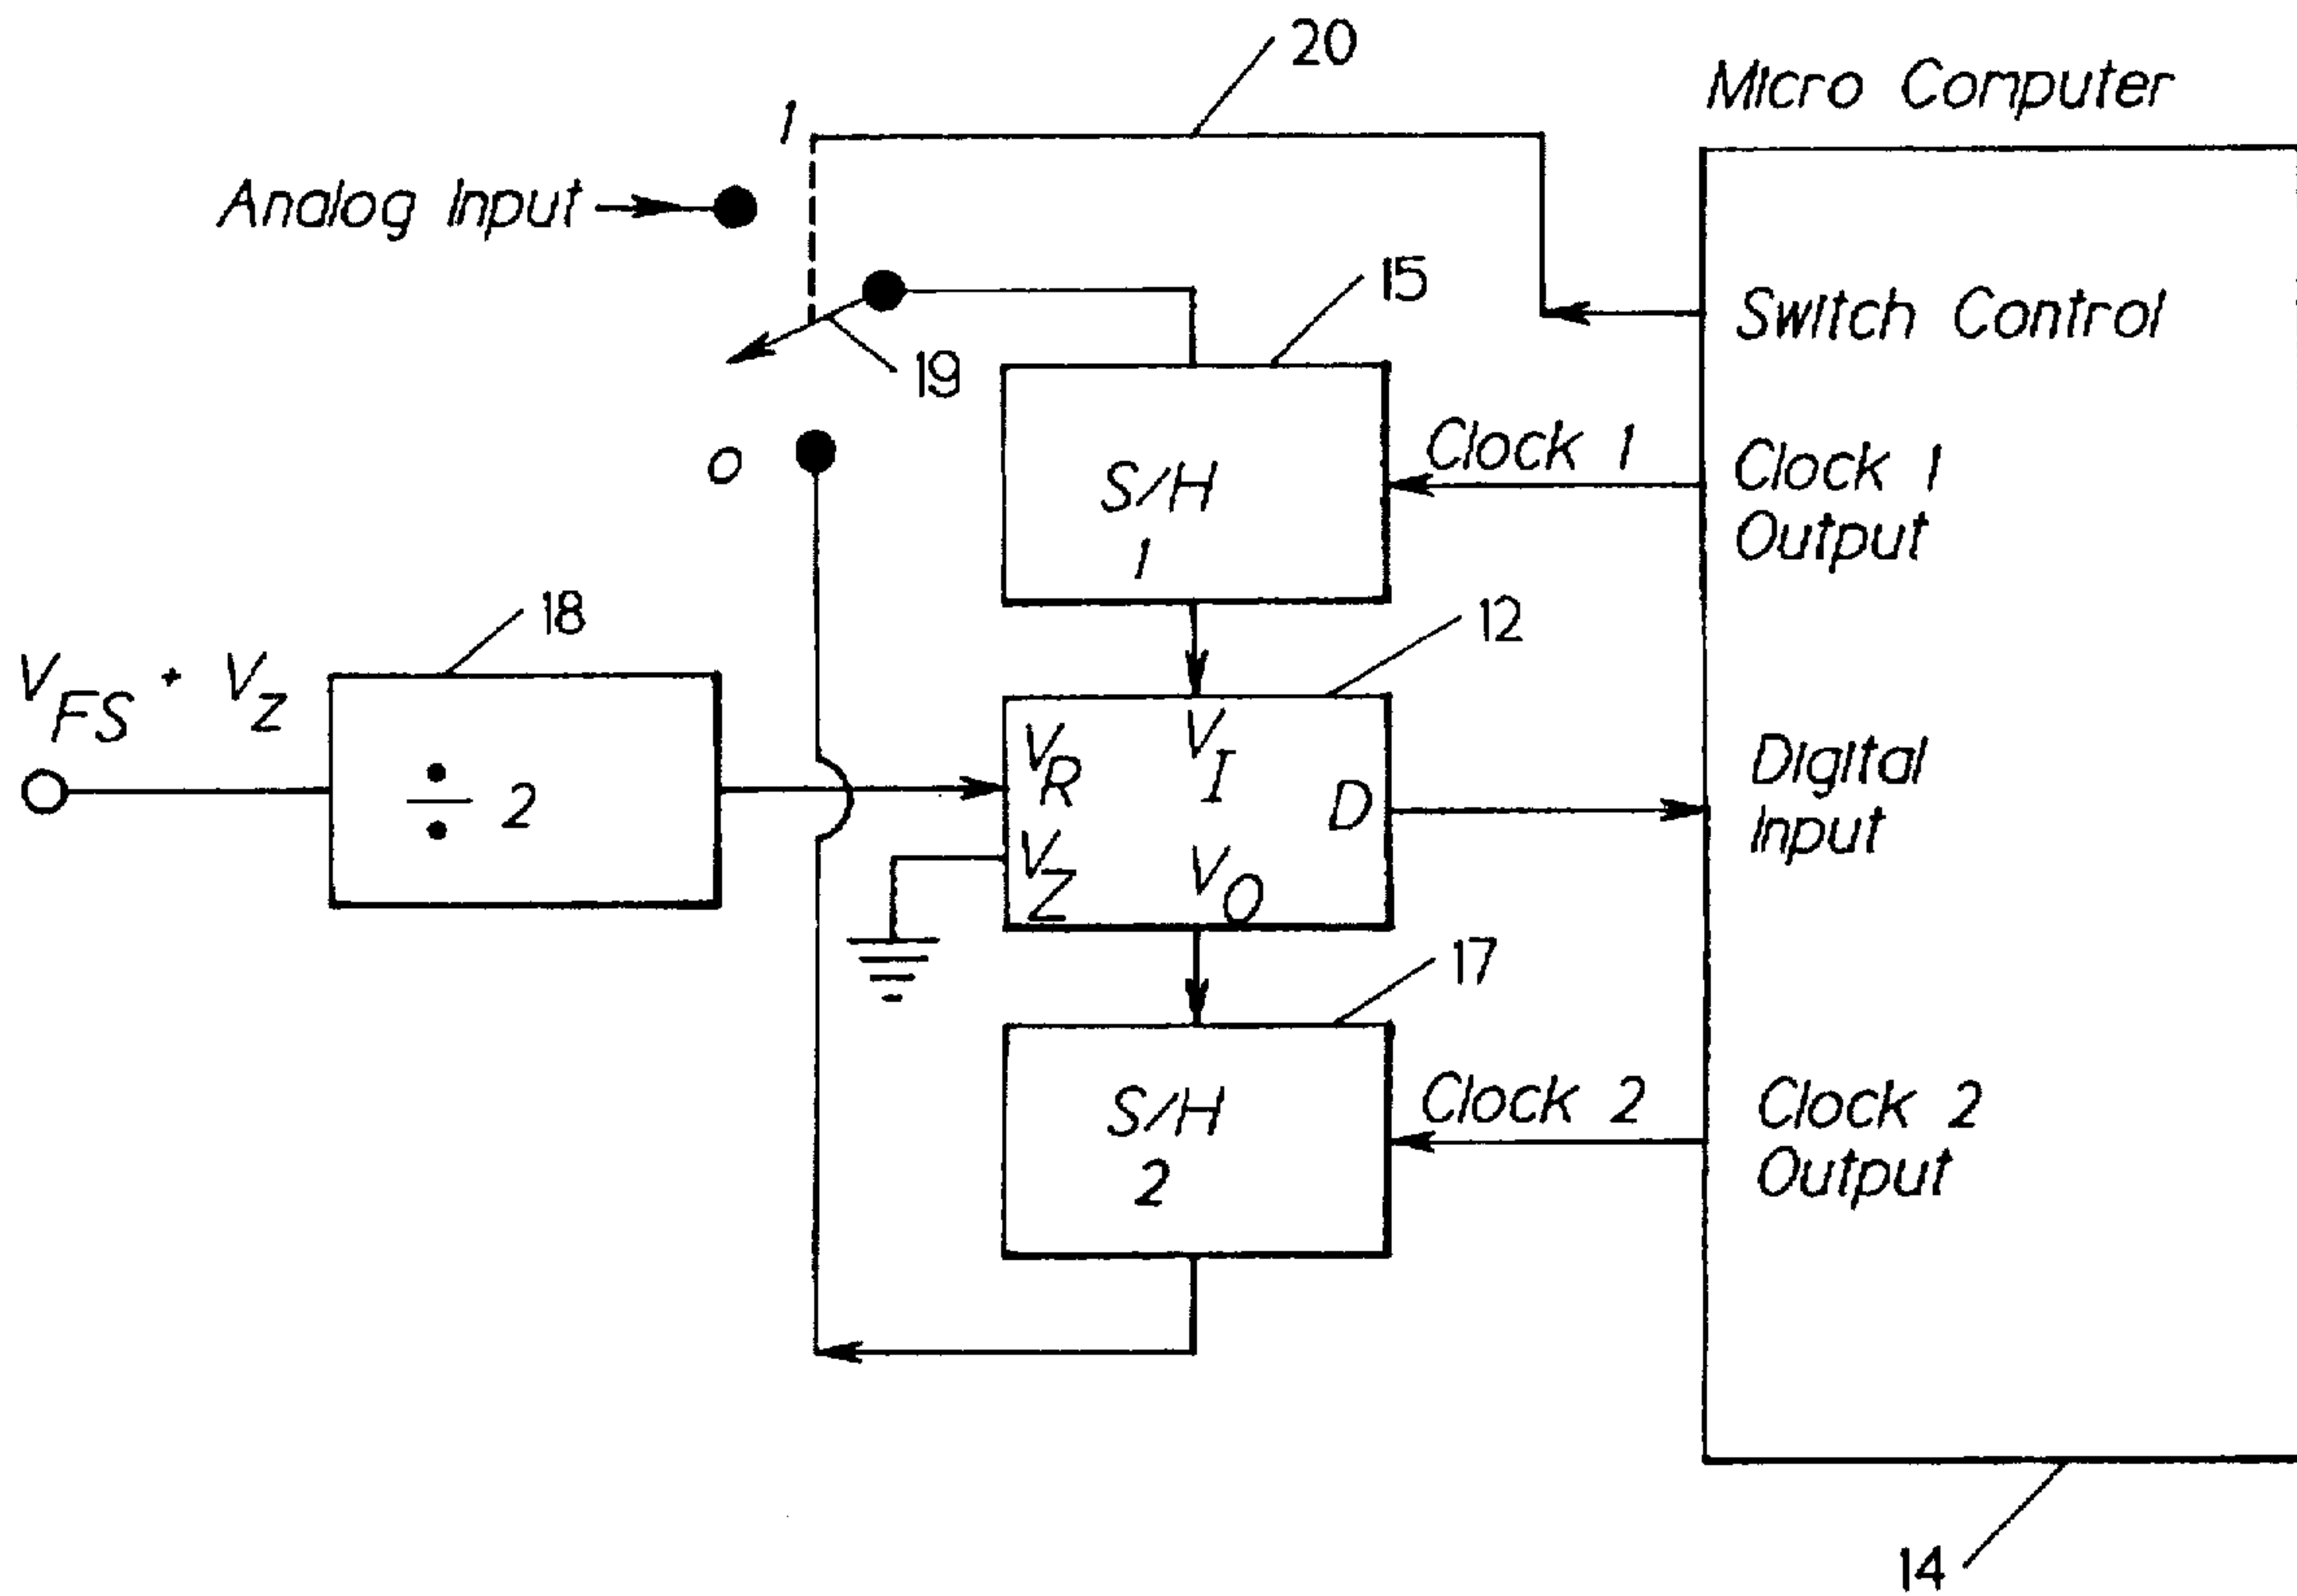 20
Micro Computer
1
Analog Input
Switch Control
15
19
0
S/H
1
Clock 1
Clock 1
Output
18
12
V_FS + V_Z
÷ 2
V_R
V_I
V_Z
V_O
D
Digital
Input
17
S/H
2
Clock 2
Clock 2
Output
14